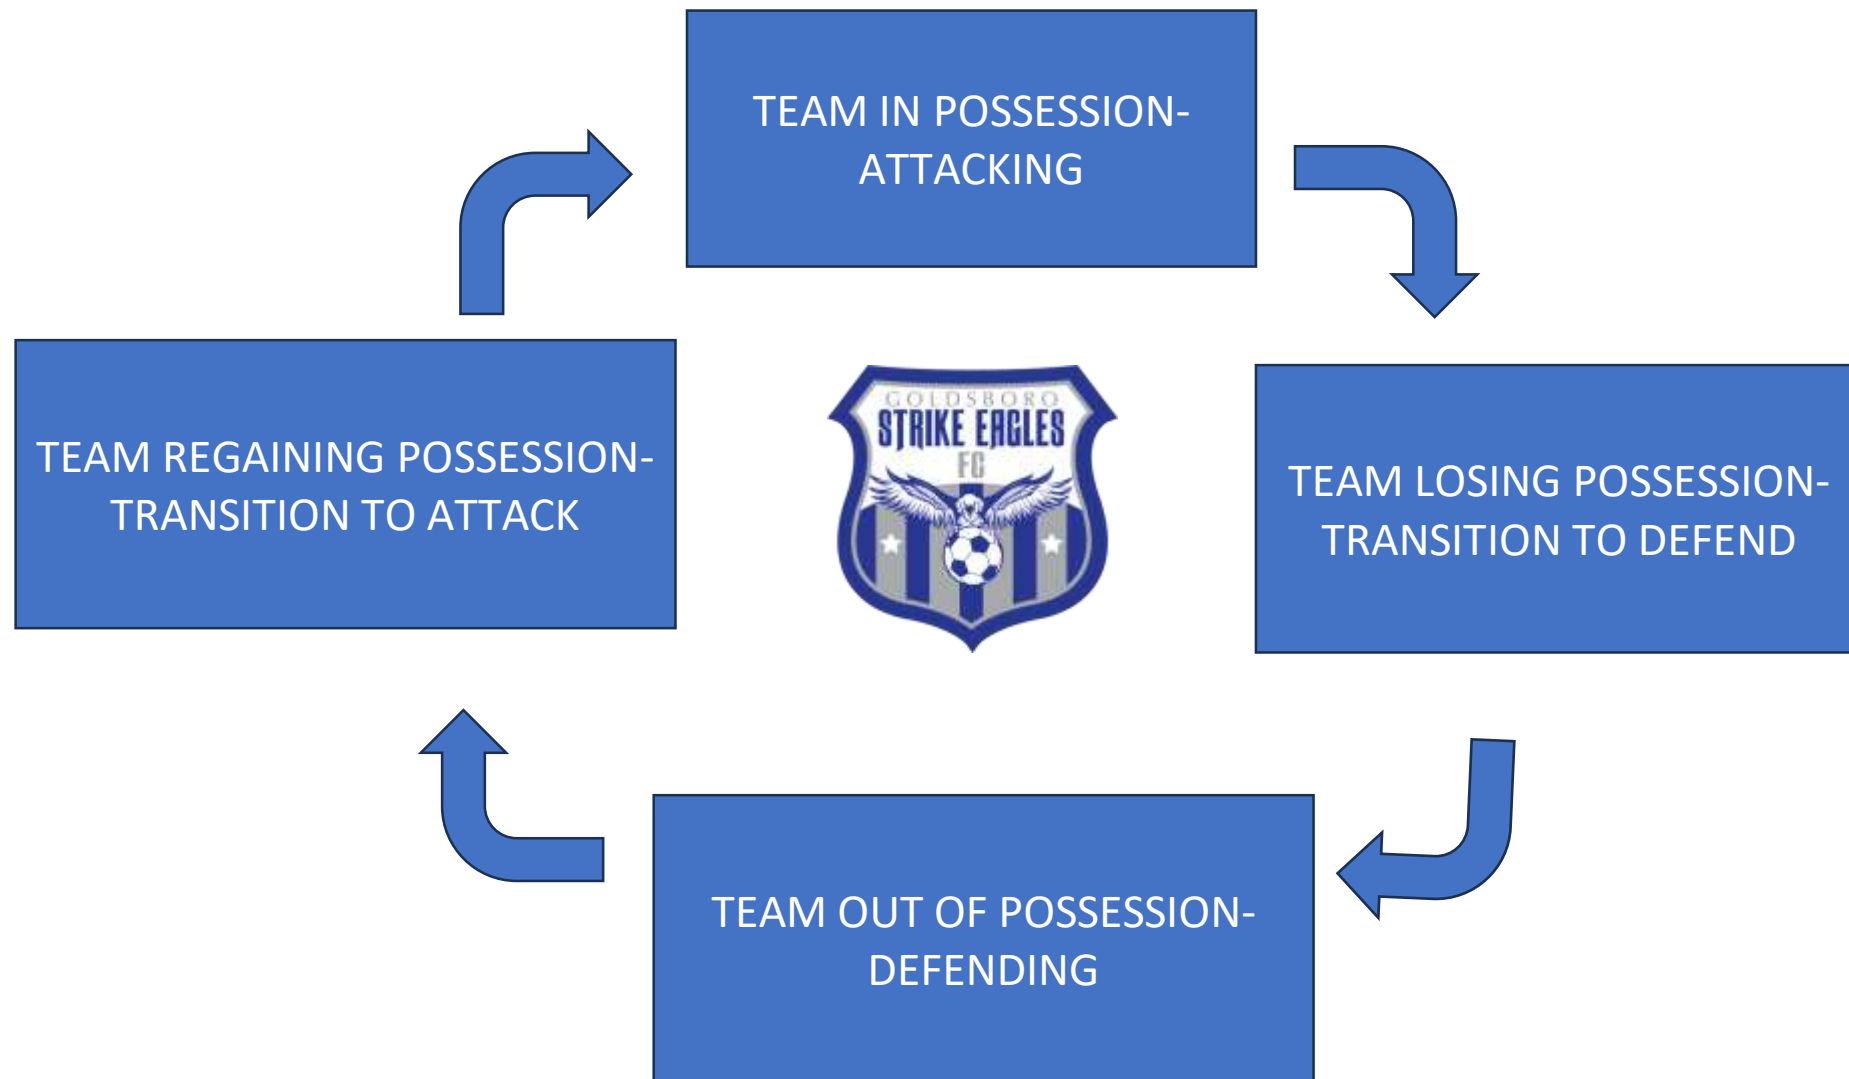 TEAM IN POSSESSION-
ATTACKING
TEAM REGAINING POSSESSION-
TRANSITION TO ATTACK
GOLDSBORO
STRIKE EAGLES
FC
TEAM LOSING POSSESSION-
TRANSITION TO DEFEND
TEAM OUT OF POSSESSION-
DEFENDING